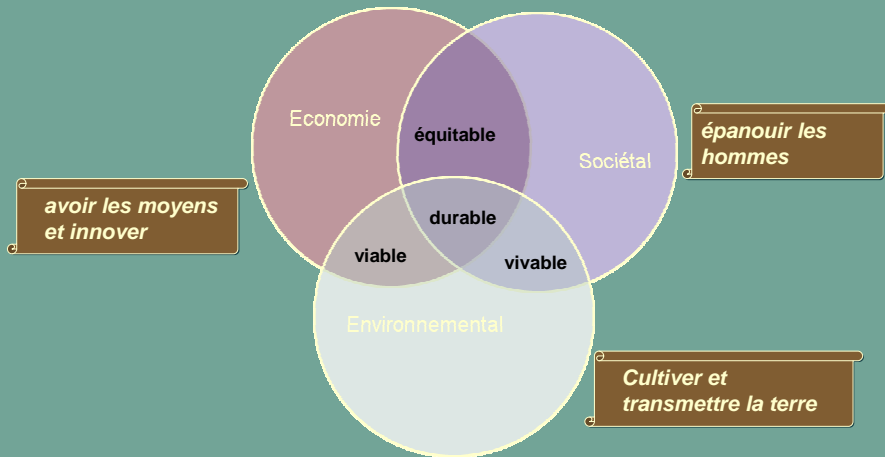 Economie
équitable
Sociétal
épanouir les
hommes
avoir les moyens
et innover
durable
viable
vivable
Environnemental
Cultiver et
transmettre la terre